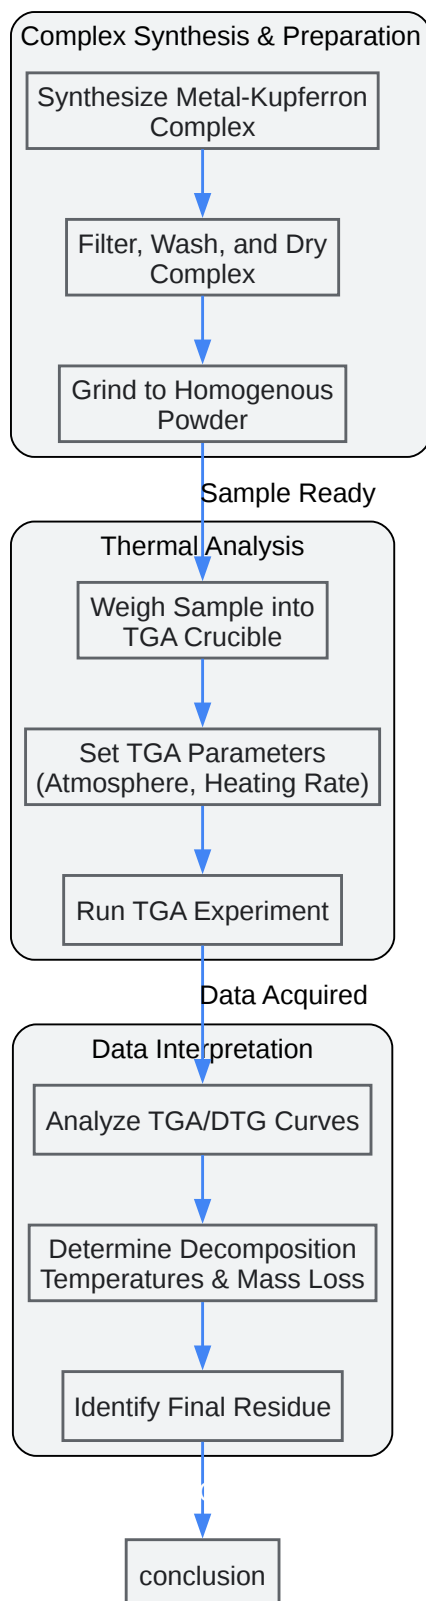 Complex Synthesis & Preparation
Synthesize Metal-Kupferron
Complex
Filter, Wash, and Dry
Complex
Grind to Homogenous
Powder
Sample Ready
Thermal Analysis
Weigh Sample into
TGA Crucible
Set TGA Parameters
(Atmosphere, Heating Rate)
Run TGA Experiment
Data Acquired
Data Interpretation
Analyze TGA/DTG Curves
Determine Decomposition
Temperatures & Mass Loss
Identify Final Residue
conclusion